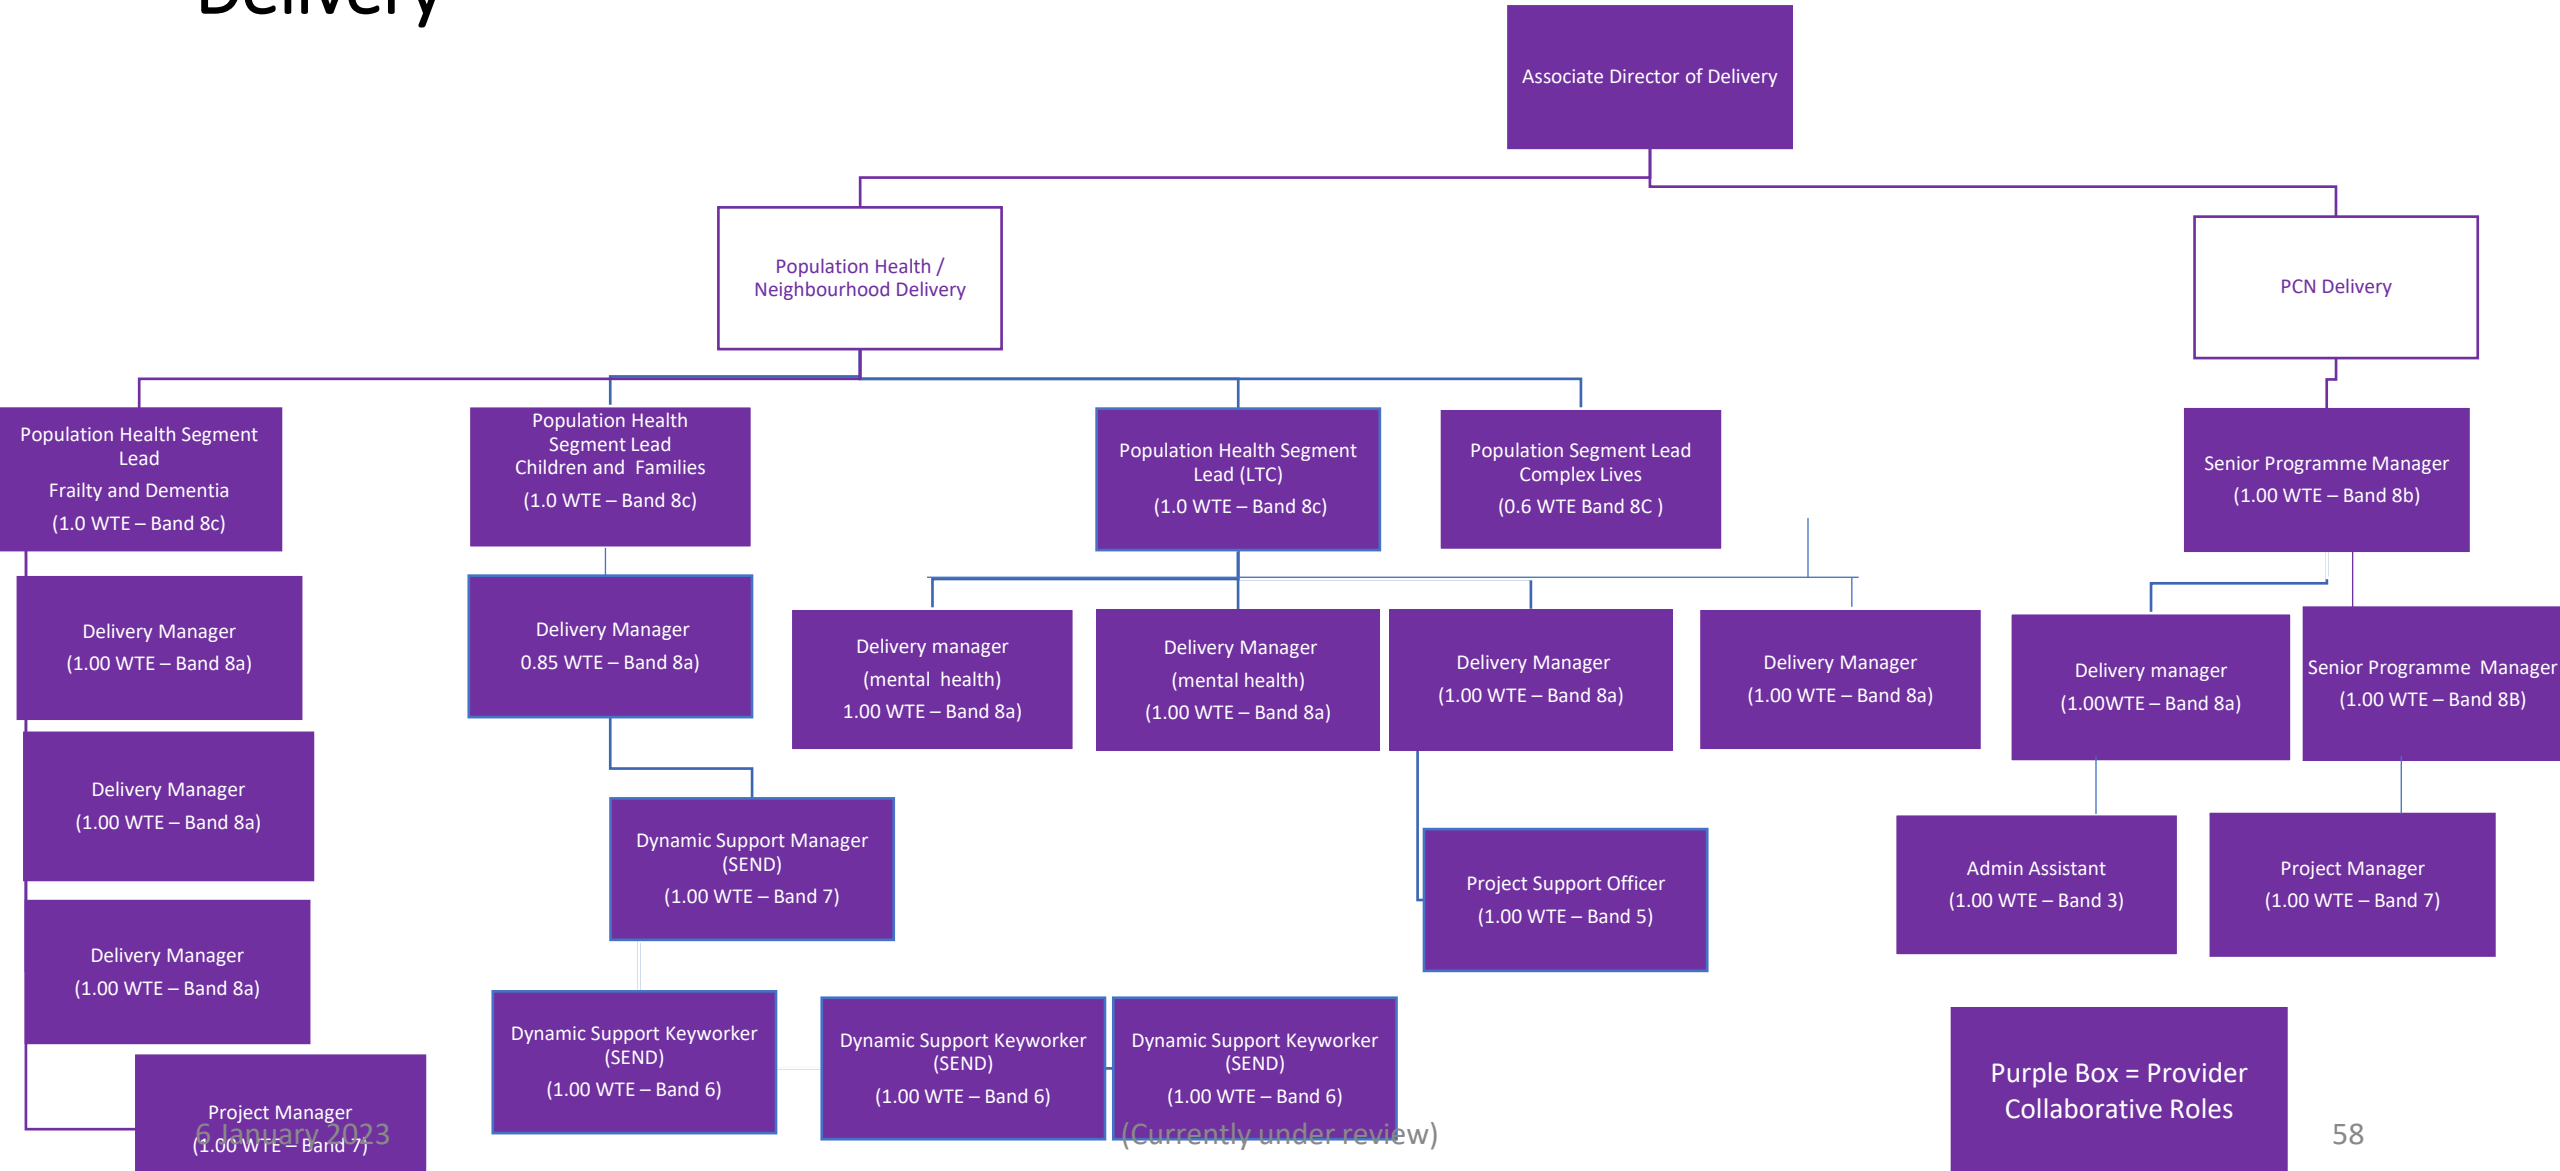 Delivery
Associate Director of Delivery
Population Health /
Neighbourhood Delivery
PCN Delivery
Population Health Segment
Lead
Frailty and Dementia
(1.0 WTE – Band 8c)
Population Health
Segment Lead
Children and  Families
(1.0 WTE – Band 8c)
Population Health Segment
Lead (LTC)
(1.0 WTE – Band 8c)
Population Segment Lead
Complex Lives
(0.6 WTE Band 8C )
Senior Programme Manager
(1.00 WTE – Band 8b)
Delivery Manager
(1.00 WTE – Band 8a)
Delivery Manager
0.85 WTE – Band 8a)
Delivery manager
(mental  health)
1.00 WTE – Band 8a)
Delivery Manager
(mental health)
(1.00 WTE – Band 8a)
Delivery Manager
(1.00 WTE – Band 8a)
Delivery Manager
(1.00 WTE – Band 8a)
Delivery manager
(1.00WTE – Band 8a)
Senior Programme  Manager
(1.00 WTE – Band 8B)
Delivery Manager
(1.00 WTE – Band 8a)
Dynamic Support Manager
(SEND)
(1.00 WTE – Band 7)
Project Support Officer
(1.00 WTE – Band 5)
Admin Assistant
(1.00 WTE – Band 3)
Project Manager
(1.00 WTE – Band 7)
Delivery Manager
(1.00 WTE – Band 8a)
Dynamic Support Keyworker
(SEND)
(1.00 WTE – Band 6)
Dynamic Support Keyworker
(SEND)
(1.00 WTE – Band 6)
Dynamic Support Keyworker
(SEND)
(1.00 WTE – Band 6)
Purple Box = Provider
Collaborative Roles
Project Manager
(1.00 WTE – Band 7)
6 January 2023
(Currently under review)
58